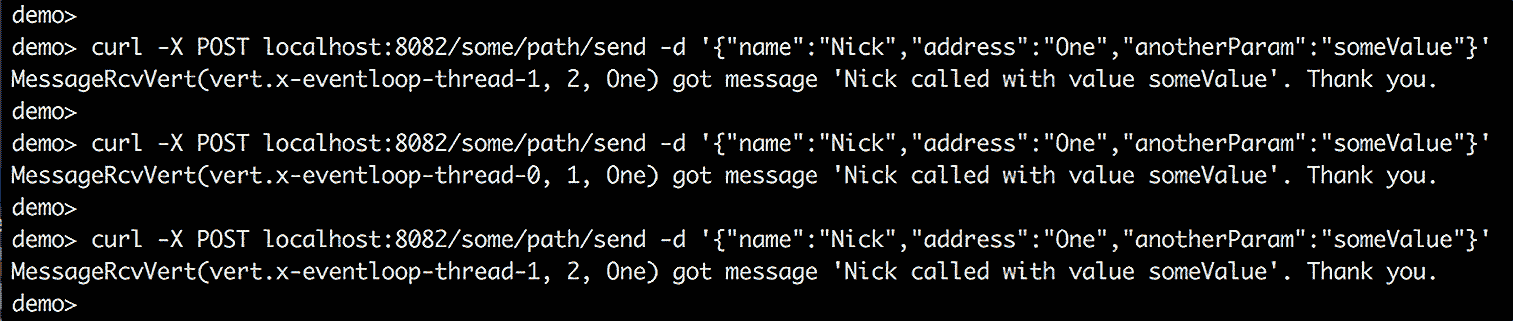 demo>
demo> curl -X POST localhost:8082/some/path/send -d '{"name":"Nick","address":"One","anotherParam":"someValue"}'
MessageRcvVert(vert.x-eventloop-thread-1, 2, One) got message 'Nick called with value someValue'. Thank you.
demo>
demo> curl -X POST localhost:8082/some/path/send -d '{"name":"Nick","address":"One","anotherParam":"someValue"}'
MessageRcvVert(vert.x-eventloop-thread-0, 1, One) got message 'Nick called with value someValue'. Thank you.
demo>
demo> curl -X POST localhost:8082/some/path/send -d '{"name":"Nick","address":"One","anotherParam":"someValue"}'
MessageRcvVert(vert.x-eventloop-thread-1, 2, One) got message 'Nick called with value someValue'. Thank you.
demo>